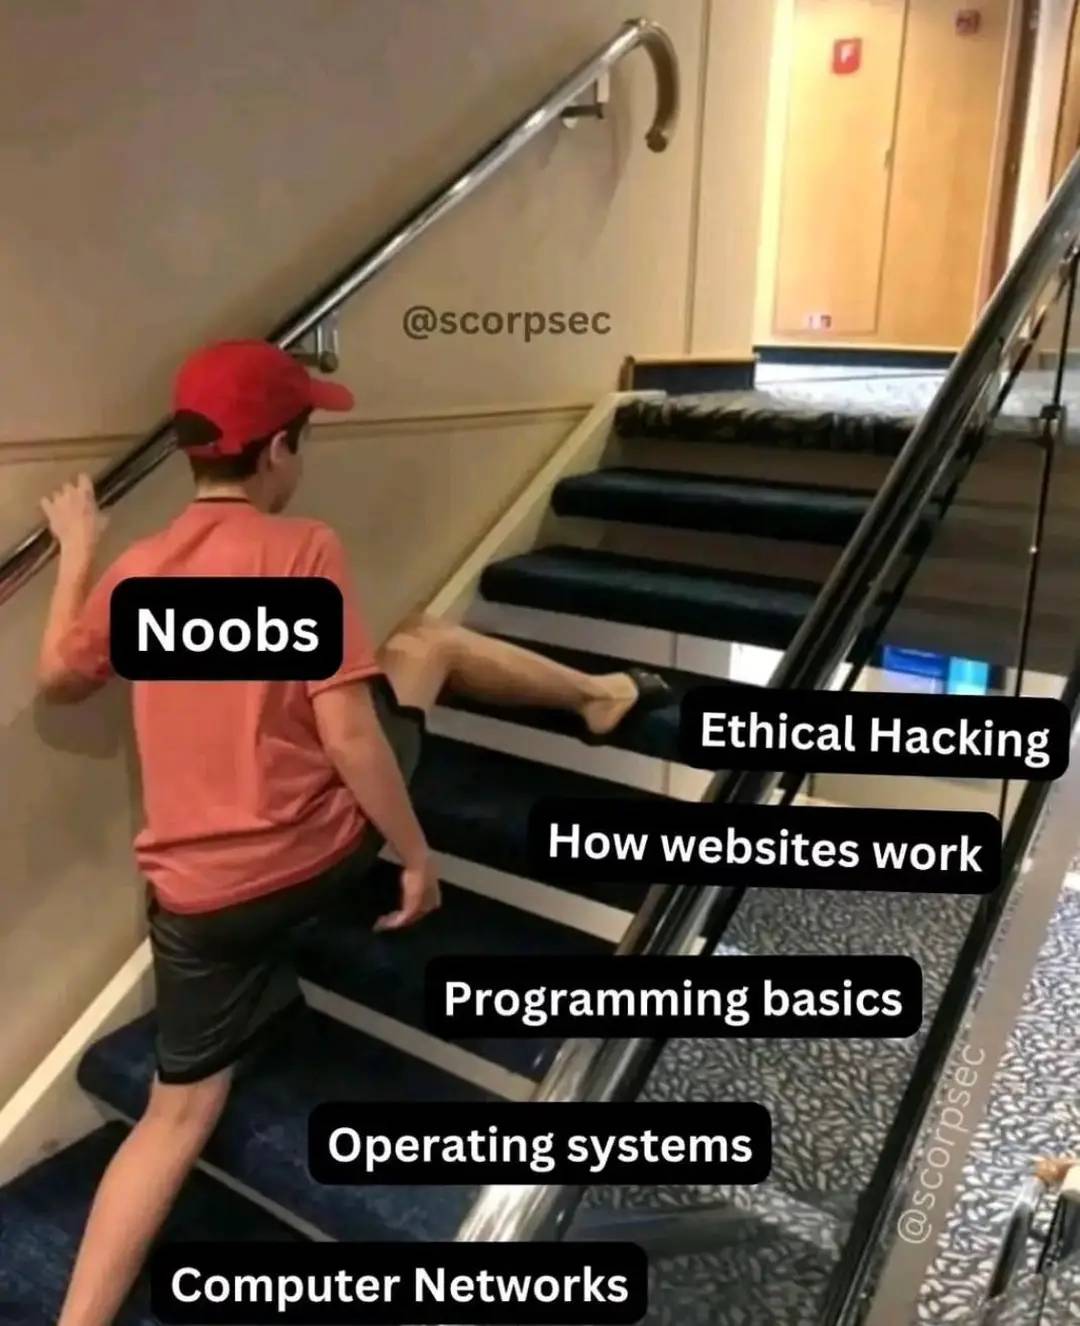 F
@scorpsec
Noobs
Ethical Hacking
How websites work
Programming basics
Operating systems
@scorpsec
Computer Networks